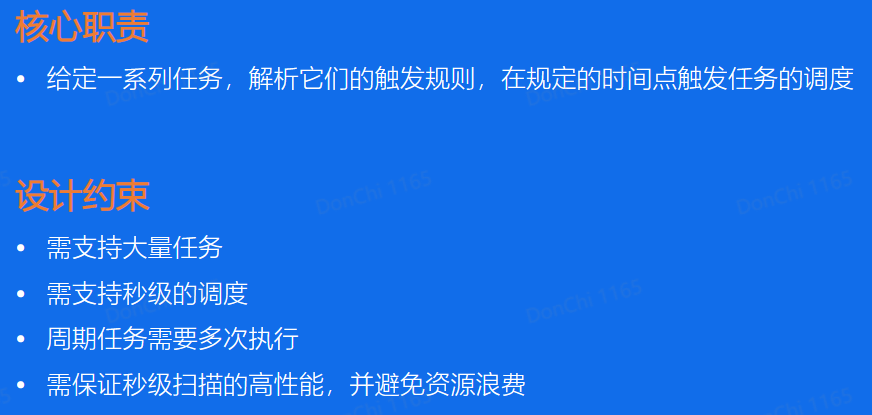 核心职责
• 给定一系列任务，解析它们的触发规则，在规定的时间点触发任务的调度
设计约束
• 需支持大量任务
• 需支持秒级的调度
• 周期任务需要多次执行
• 需保证秒级扫描的高性能，并避免资源浪费
DonChi 1165
DonChi 1165
DonChi 1165